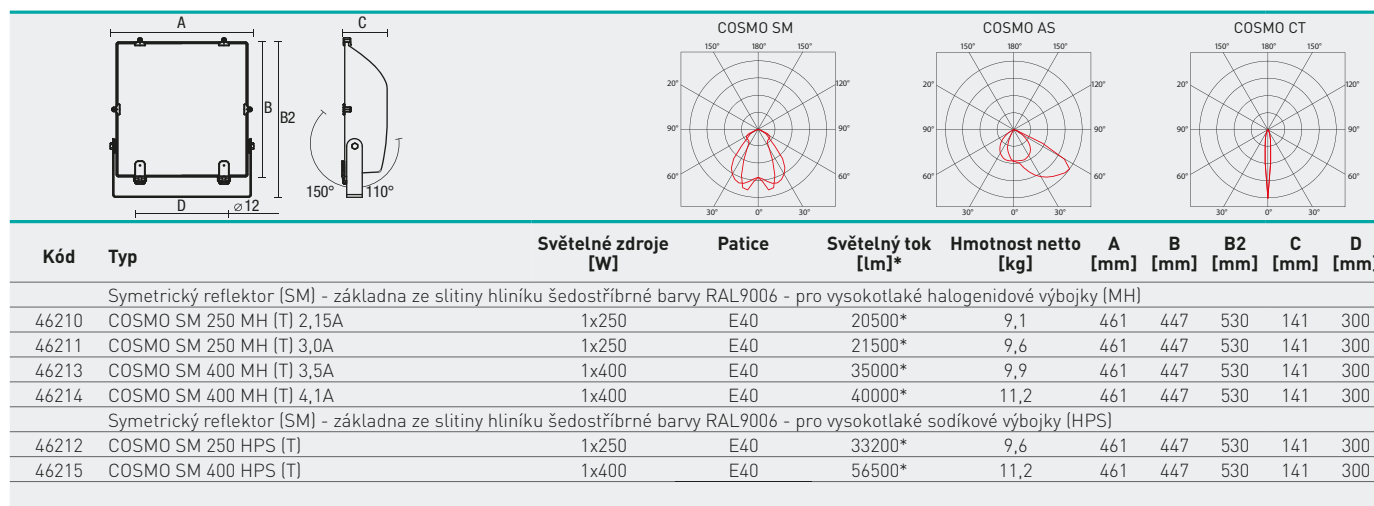 A
C
B
B2
D
⌀12
150°
110°
COSMO SM
150° 180° 150°
20° 120°
90° 90°
60° 60°
30° 0° 30°
COSMO AS
150° 180° 150°
20° 120°
90° 90°
60° 60°
30° 0° 30°
COSMO CT
150° 180° 150°
20° 120°
90° 90°
60° 60°
30° 0° 30°
Kód Typ Světelné zdroje [W] Patice Světelný tok [lm]* Hmotnost netto [kg] A [mm] B [mm] B2 [mm] C [mm] D [mm]
Symetrický reflektor (SM) - základna ze slitiny hliníku šedostříbrné barvy RAL9006 - pro vysokotlaké halogenidové výbojky (MH)
46210 COSMO SM 250 MH (T) 2,15A 1x250 E40 20500* 9,1 461 447 530 141 300
46211 COSMO SM 250 MH (T) 3,0A 1x250 E40 21500* 9,6 461 447 530 141 300
46213 COSMO SM 400 MH (T) 3,5A 1x400 E40 35000* 9,9 461 447 530 141 300
46214 COSMO SM 400 MH (T) 4,1A 1x400 E40 40000* 11,2 461 447 530 141 300
Symetrický reflektor (SM) - základna ze slitiny hliníku šedostříbrné barvy RAL9006 - pro vysokotlaké sodíkové výbojky (HPS)
46212 COSMO SM 250 HPS (T) 1x250 E40 33200* 9,6 461 447 530 141 300
46215 COSMO SM 400 HPS (T) 1x400 E40 56500* 11,2 461 447 530 141 300